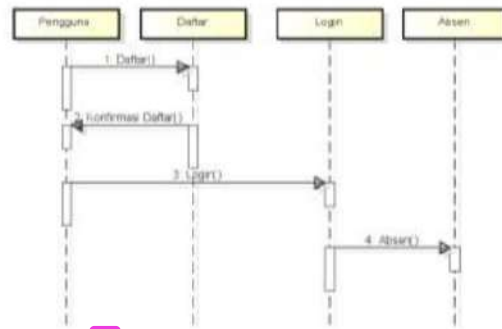 Pengguna
Daftar
Login
Absen
1: Daftar()
2: Konfirmasi Daftar()
3: Login()
4: Absen()